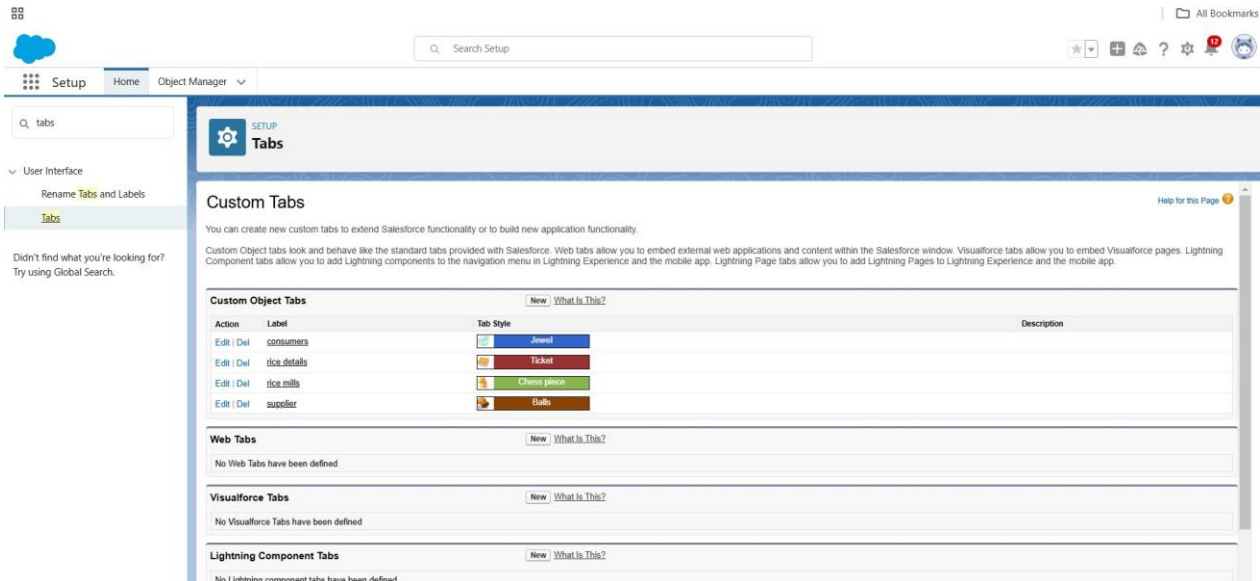 All Bookmarks
Search Setup
12
Setup Home Object Manager
tabs
SETUP
Tabs
User Interface
Rename Tabs and Labels
Tabs
Didn't find what you're looking for?
Try using Global Search.
Custom Tabs
Help for this Page ?
You can create new custom tabs to extend Salesforce functionality or to build new application functionality.
Custom Object tabs look and behave like the standard tabs provided with Salesforce. Web tabs allow you to embed external web applications and content within the Salesforce window. Visualforce tabs allow you to embed Visualforce pages. Lightning
Component tabs allow you to add Lightning components to the navigation menu in Lightning Experience and the mobile app. Lightning Page tabs allow you to add Lightning Pages to Lightning Experience and the mobile app.
Custom Object Tabs New What Is This?
Action Label Tab Style Description
Edit | Del consumers Jewel
Edit | Del rice details Ticket
Edit | Del rice mills Chess piece
Edit | Del supplier Balls
Web Tabs New What Is This?
No Web Tabs have been defined
Visualforce Tabs New What Is This?
No Visualforce Tabs have been defined
Lightning Component Tabs New What Is This?
No Lightning component tabs have been defined